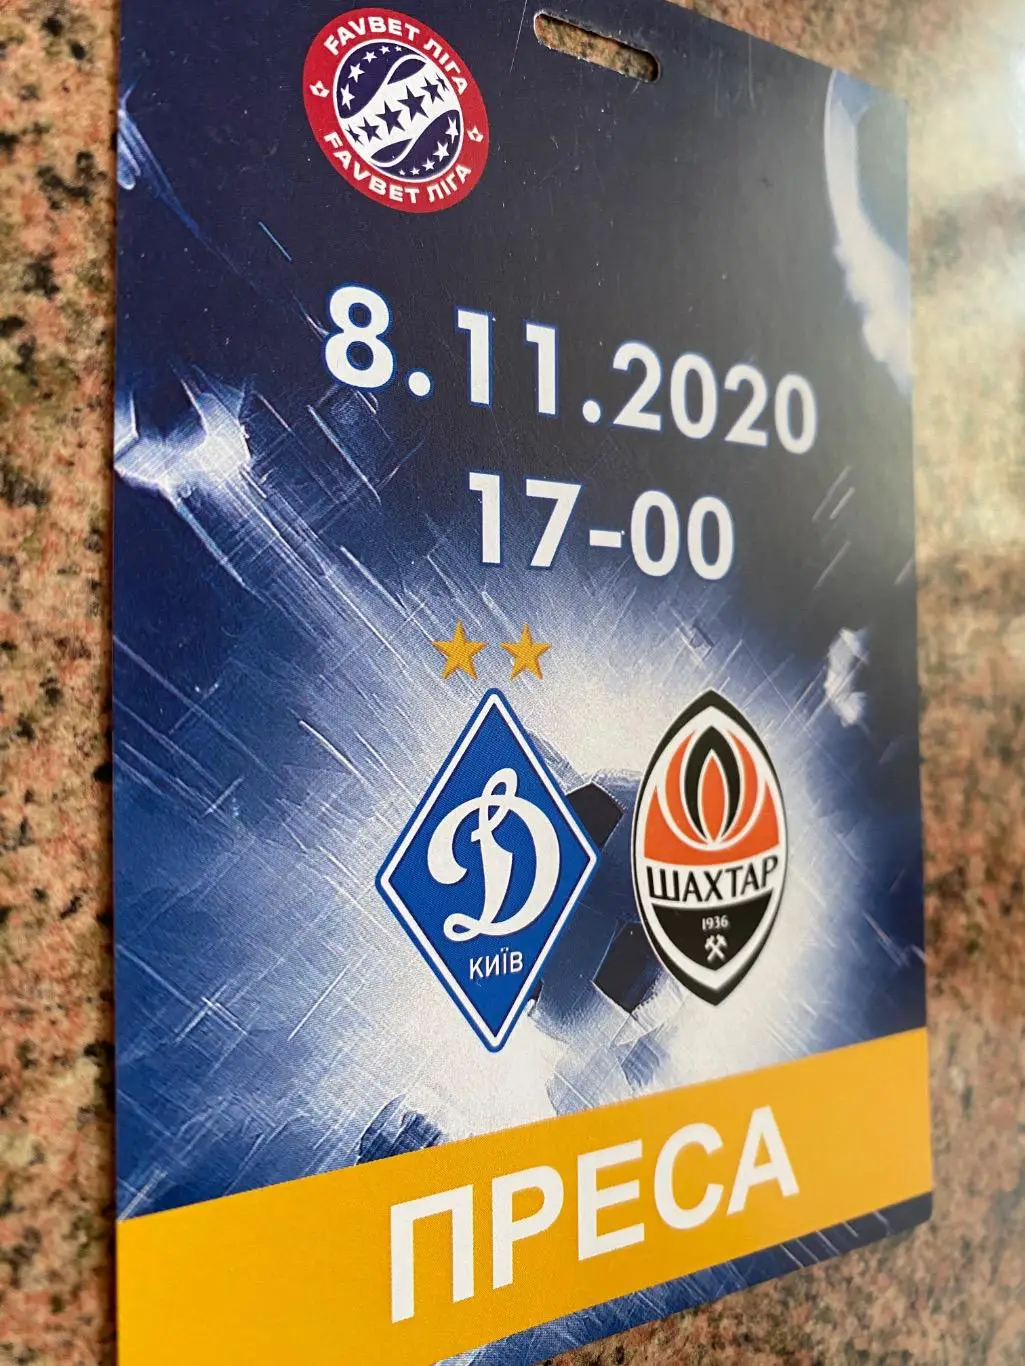 FAVBET ЛІГА
FAVBET ЛІГА
8.11.2020
17-00
Д
КИЇВ
ШАХТАР
1936
ПРЕСА